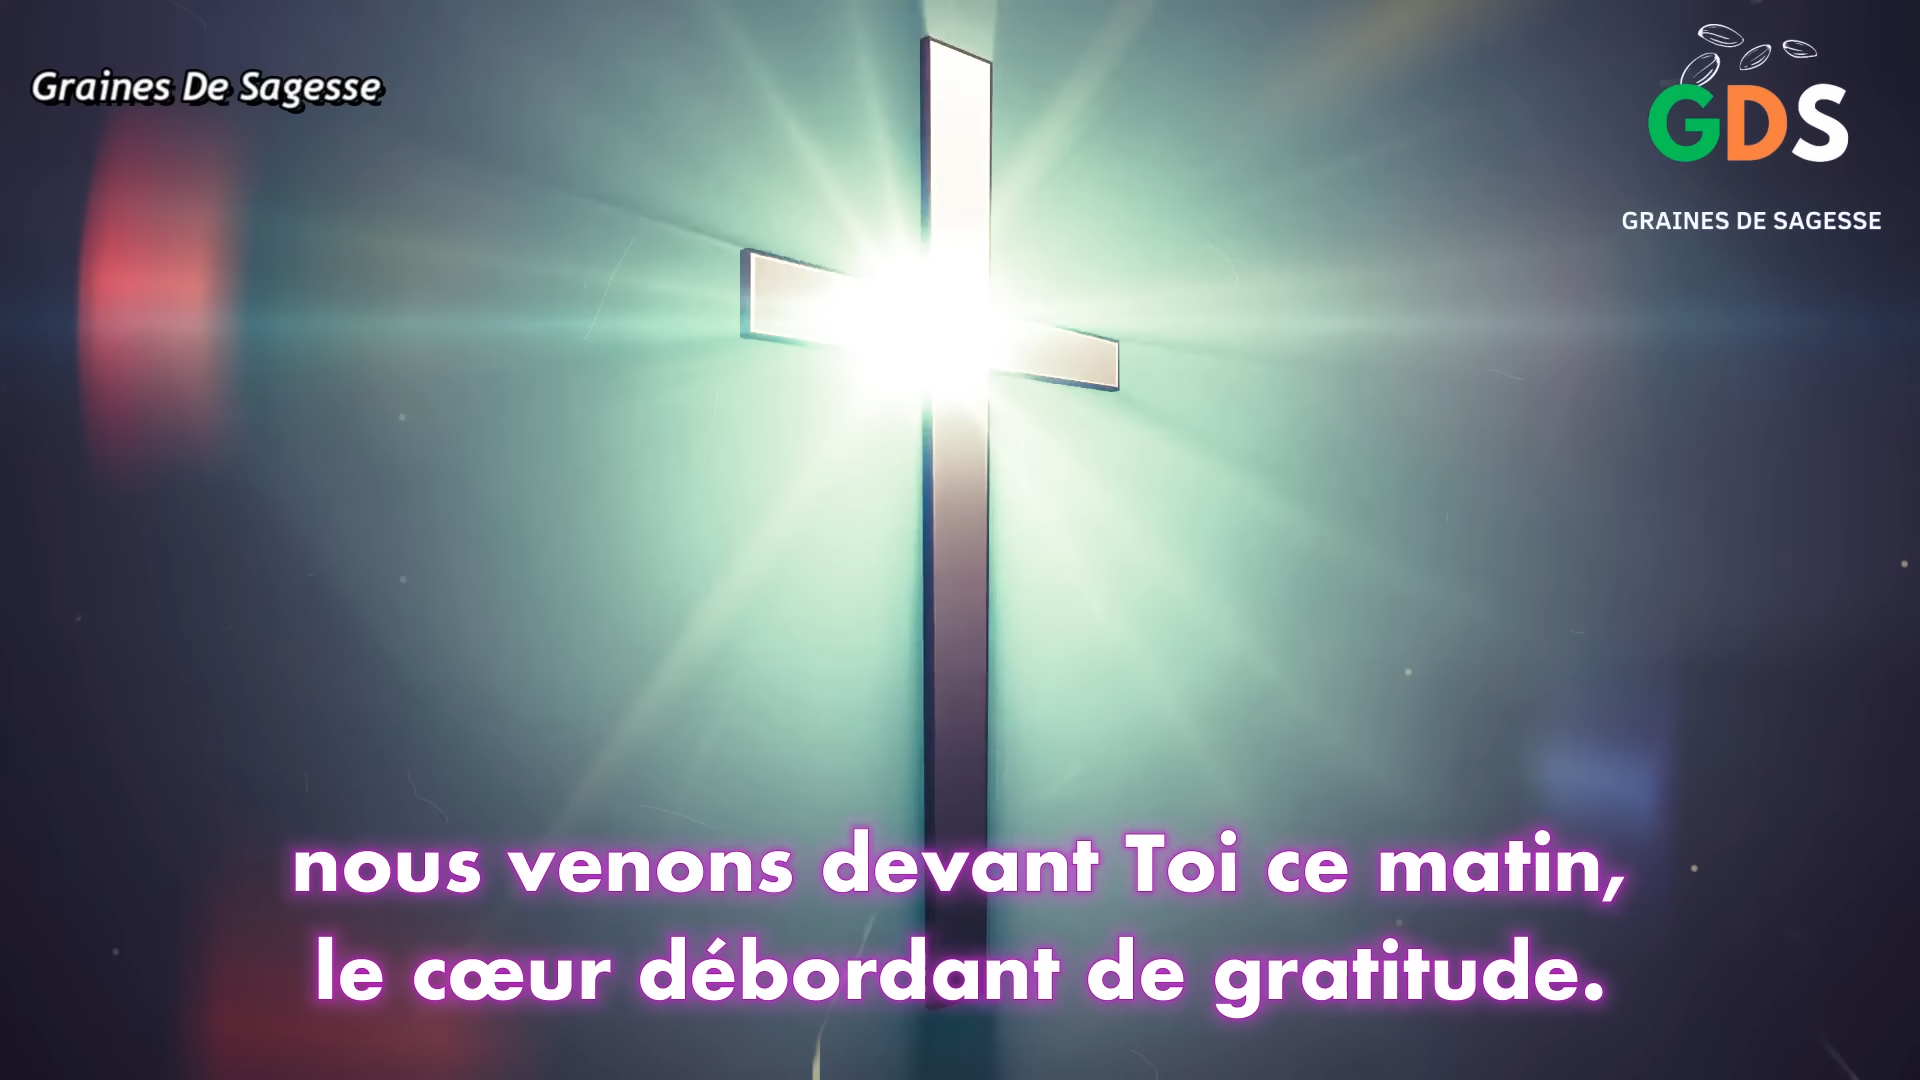 Graines De Sagesse
GDS
GRAINES DE SAGESSE
nous venons devant Toi ce matin,
le cœur débordant de gratitude.